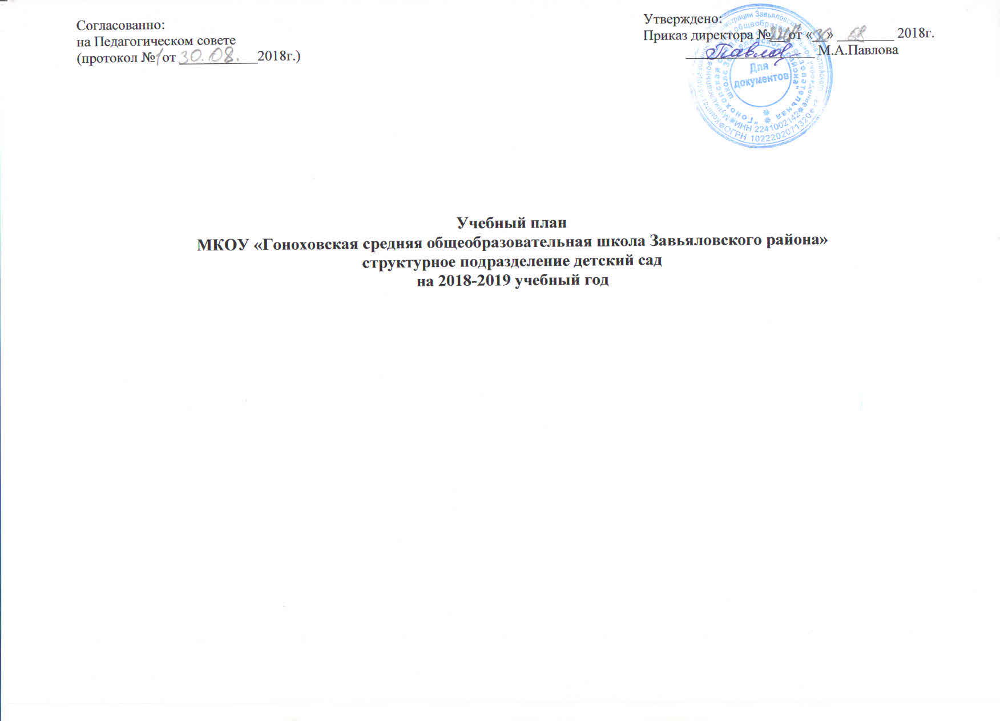 Согласованно:
на Педагогическом совете
(протокол №1 от 30.08. 2018г.)
Утверждено:
Приказ директора № от «30» 08 2018г.
Павлова М.А.Павлова
Для
документов
ИНН 2241002142
ОГРН 1022202071320
Учебный план
МКОУ «Гоноховская средняя общеобразовательная школа Завьяловского района»
структурное подразделение детский сад
на 2018-2019 учебный год